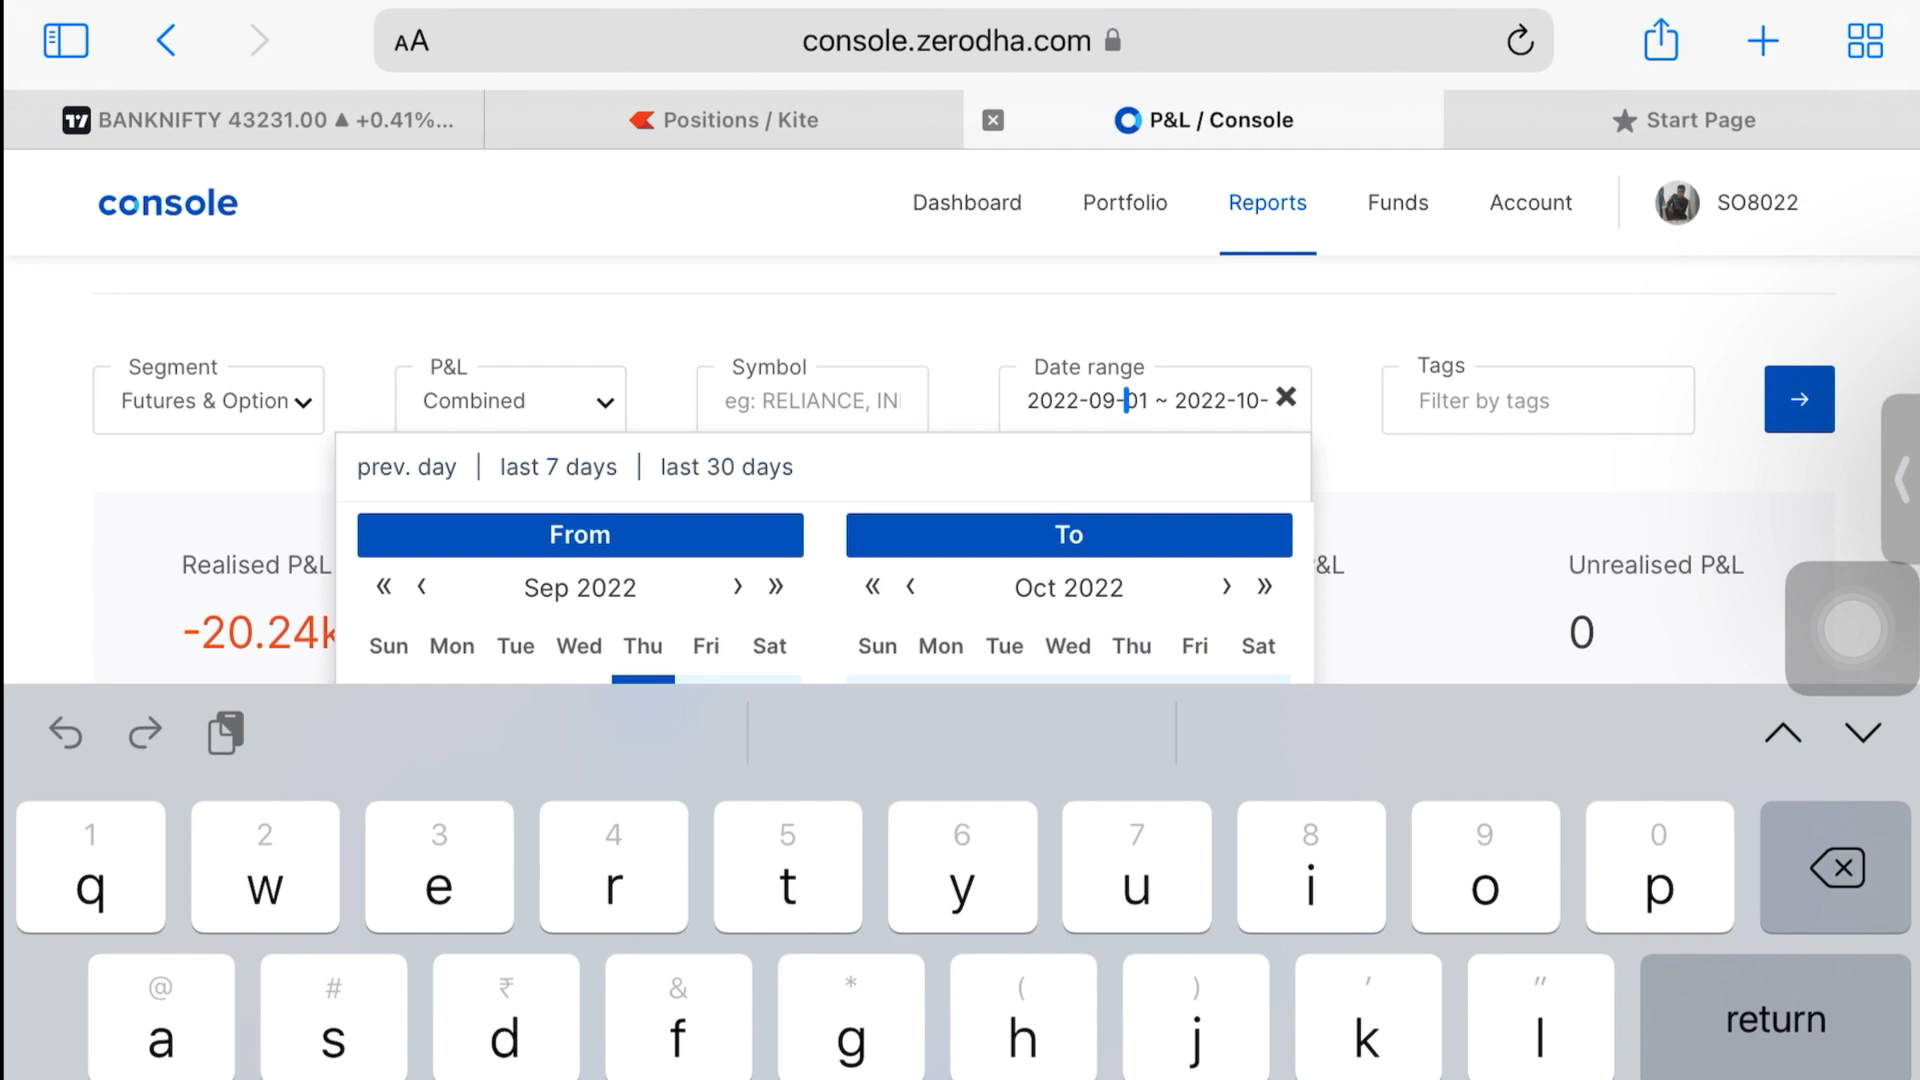 AA console.zerodha.com
BANKNIFTY 43231.00 ▲ +0.41%... Positions / Kite P&L / Console Start Page
console Dashboard Portfolio Reports Funds Account SO8022
Segment P&L Symbol Date range Tags
Futures & Option Combined eg: RELIANCE, IN 2022-09-01 ~ 2022-10- Filter by tags
prev. day | last 7 days | last 30 days
From To
Realised P&L &L Unrealised P&L
« ‹ Sep 2022 › » « ‹ Oct 2022 › »
-20.24k 0
Sun Mon Tue Wed Thu Fri Sat Sun Mon Tue Wed Thu Fri Sat
1 2 3 4 5 6 7 8 9 0
q w e r t y u i o p
@ # ₹ & * ( ) ' "
a s d f g h j k l return